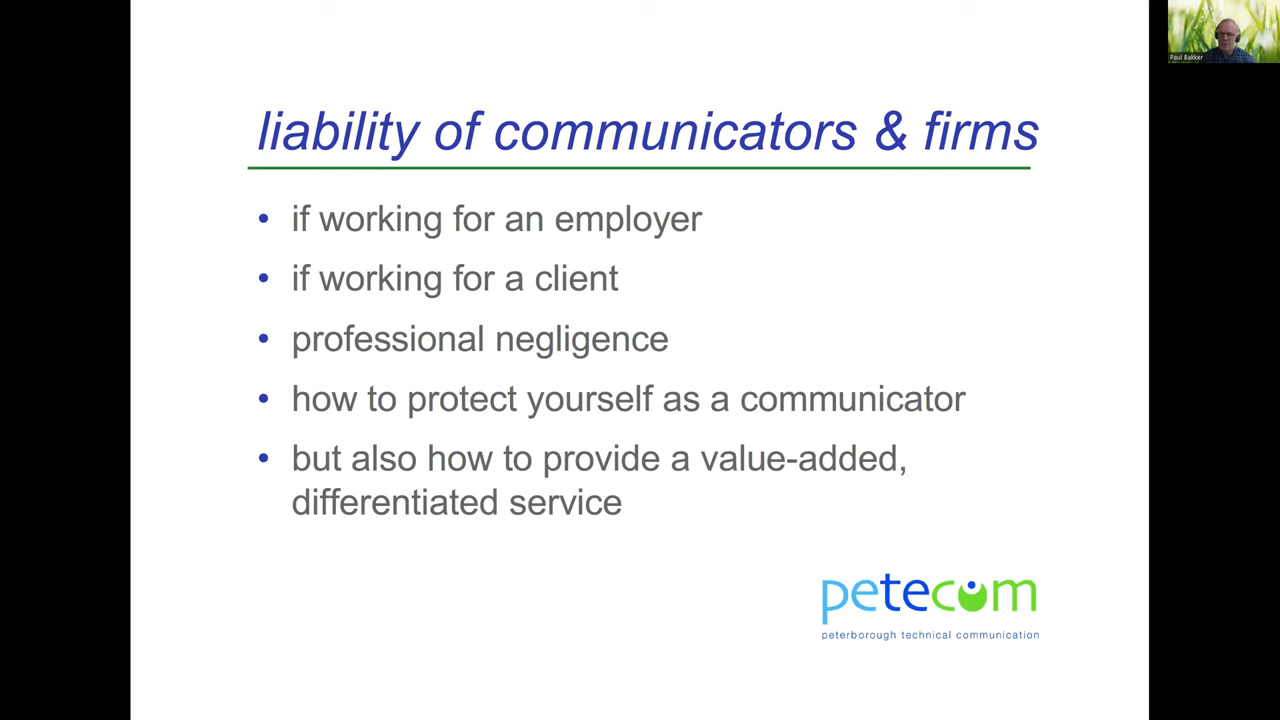 liability of communicators & firms
• if working for an employer
• if working for a client
• professional negligence
• how to protect yourself as a communicator
• but also how to provide a value-added,
differentiated service
petecom
peterborough technical communication
Paul Bakker